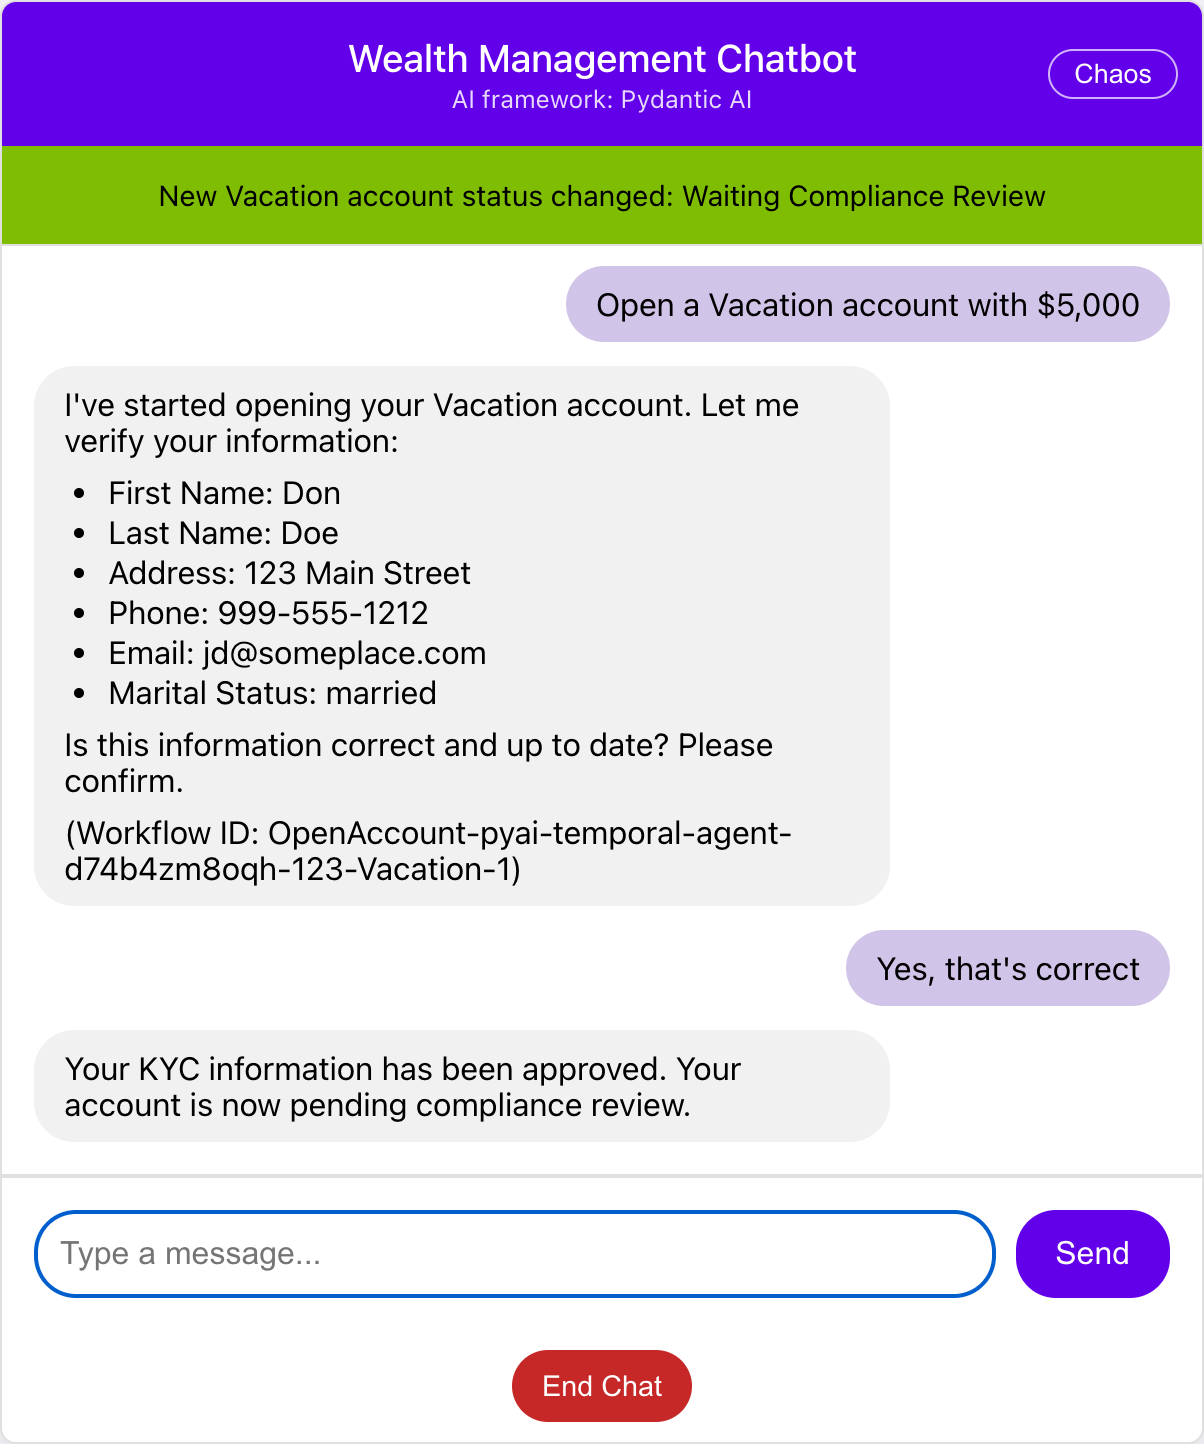 Wealth Management Chatbot
AI framework: Pydantic AI
Chaos
New Vacation account status changed: Waiting Compliance Review
Open a Vacation account with $5,000
I've started opening your Vacation account. Let me
verify your information:
• First Name: Don
• Last Name: Doe
• Address: 123 Main Street
• Phone: 999-555-1212
• Email: jd@someplace.com
• Marital Status: married
Is this information correct and up to date? Please
confirm.
(Workflow ID: OpenAccount-pyai-temporal-agent-
d74b4zm8oqh-123-Vacation-1)
Yes, that's correct
Your KYC information has been approved. Your
account is now pending compliance review.
Type a message...
Send
End Chat